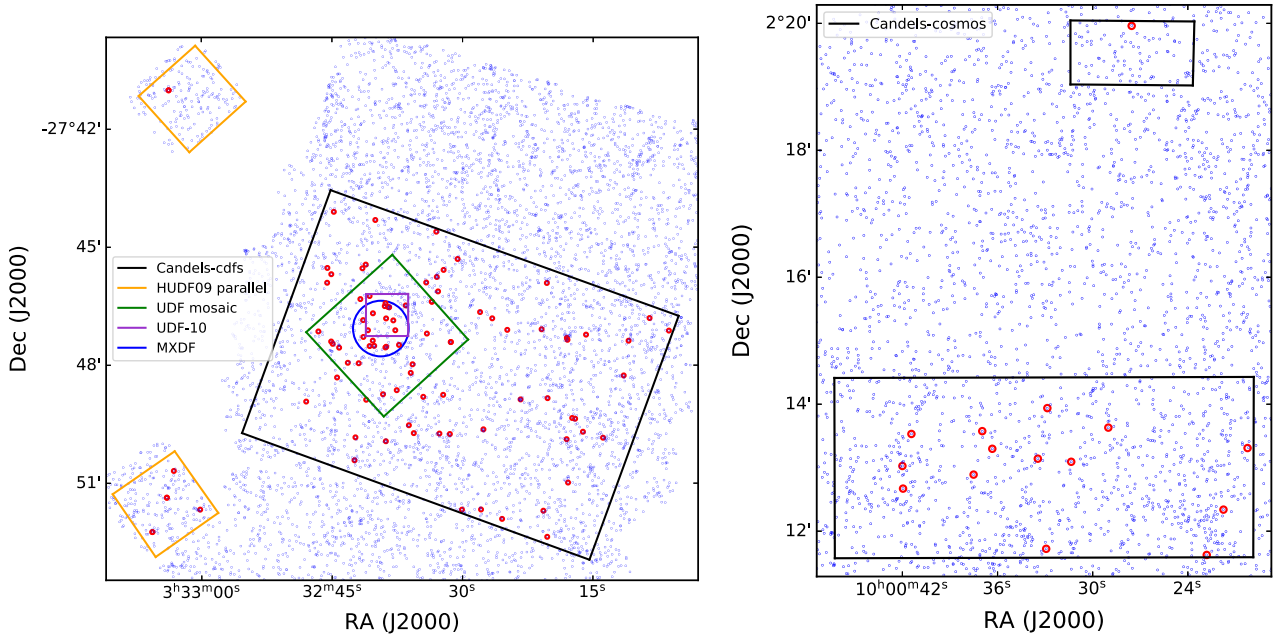 -27°42'
45'
48'
51'
Dec (J2000)
Candels-cdfs
HUDF09 parallel
UDF mosaic
UDF-10
MXDF
3ʰ33ᵐ00ˢ
32ᵐ45ˢ
30ˢ
15ˢ
RA (J2000)
Candels-cosmos
2°20'
18'
16'
14'
12'
Dec (J2000)
10ʰ00ᵐ42ˢ
36ˢ
30ˢ
24ˢ
RA (J2000)